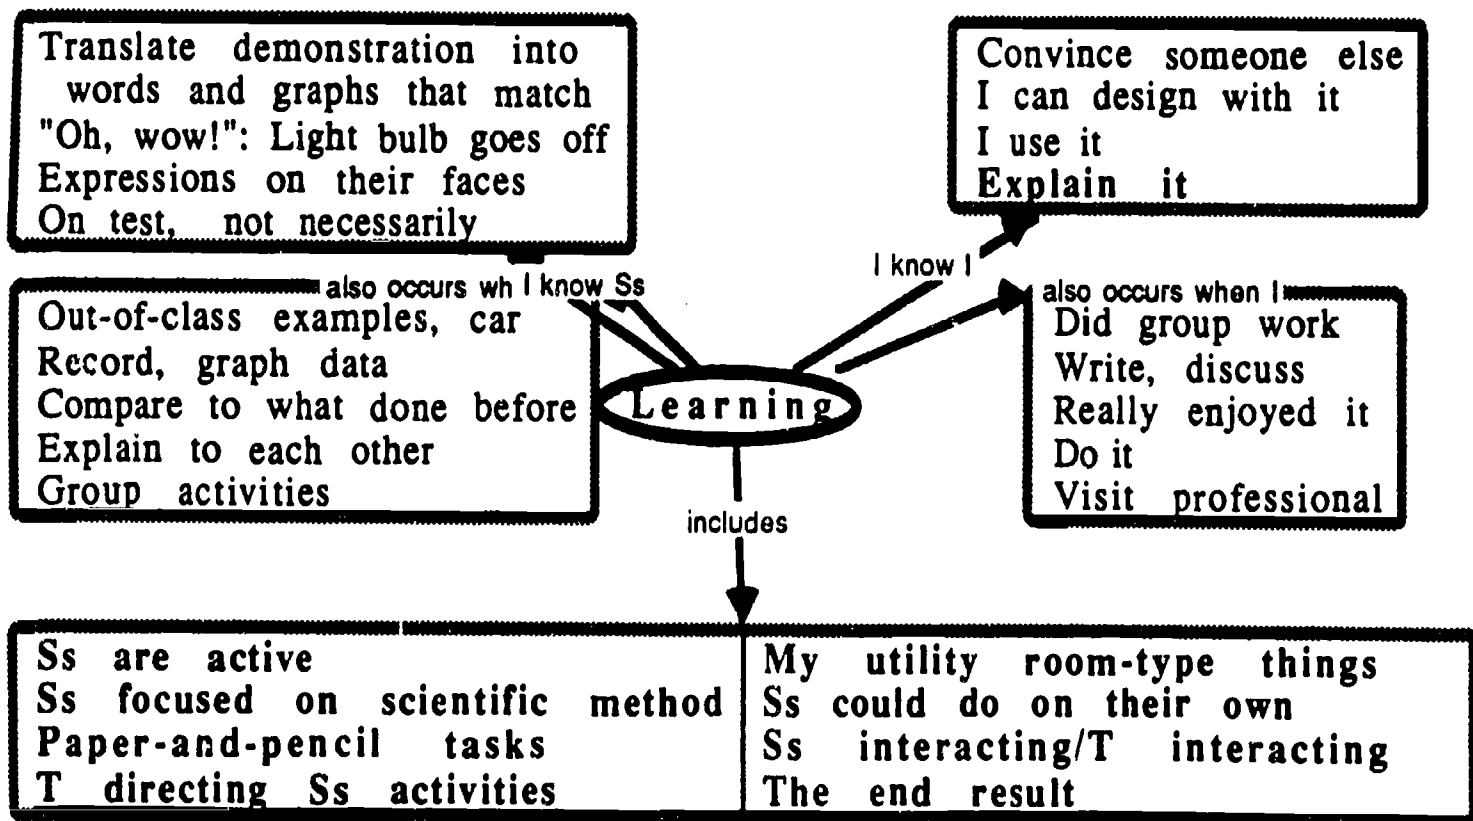 Translate demonstration into
words and graphs that match
"Oh, wow!": Light bulb goes off
Expressions on their faces
On test, not necessarily
Convince someone else
I can design with it
I use it
Explain it
also occurs wh I know Ss
I know I
Out-of-class examples, car
Record, graph data
Compare to what done before
Explain to each other
Group activities
also occurs when I
Did group work
Write, discuss
Really enjoyed it
Do it
Visit professional
Learning
includes
Ss are active
Ss focused on scientific method
Paper-and-pencil tasks
T directing Ss activities
My utility room-type things
Ss could do on their own
Ss interacting/T interacting
The end result